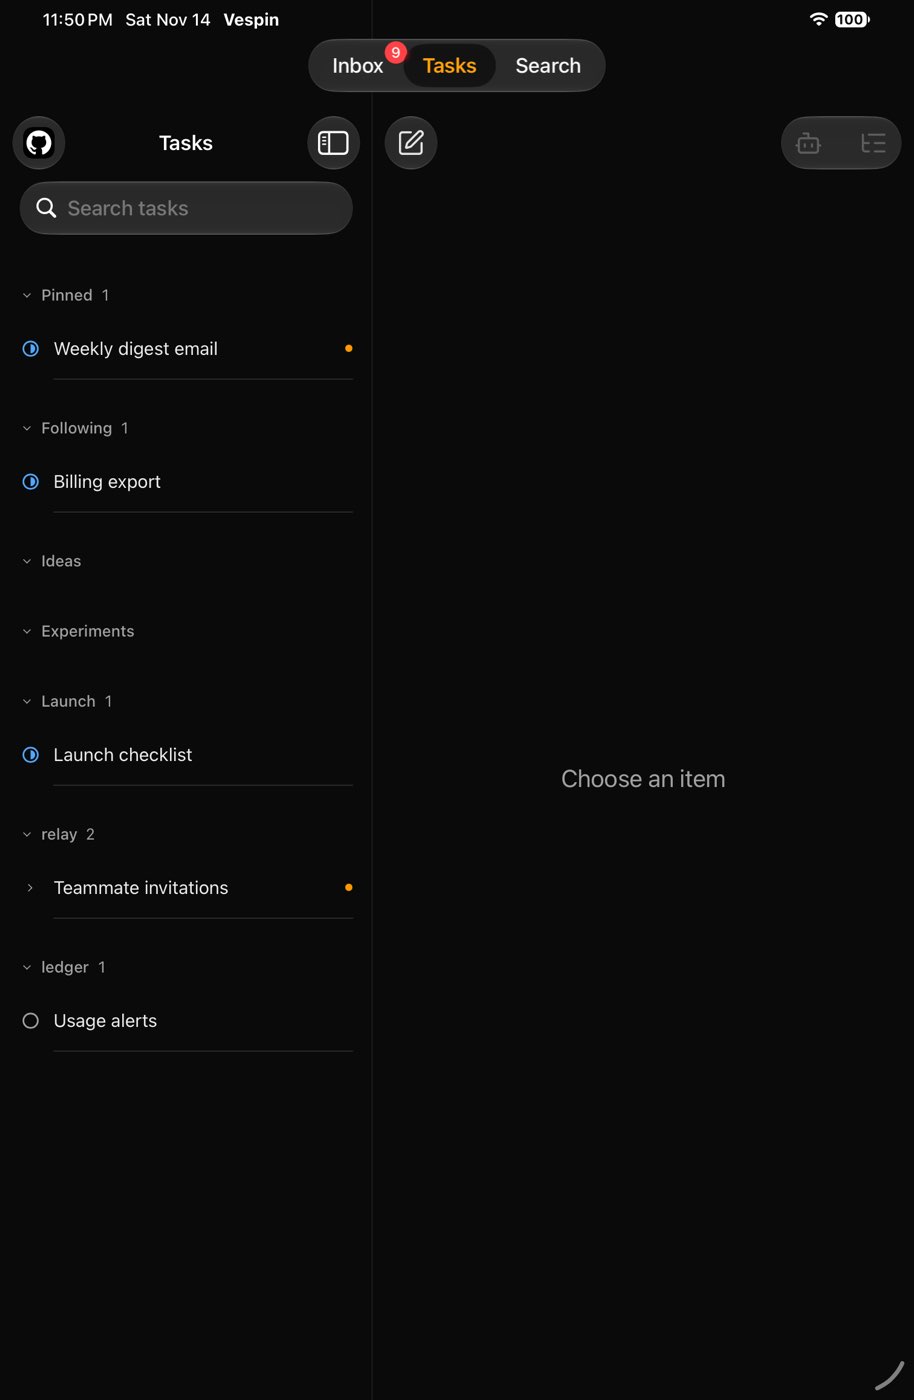 11:50 PM Sat Nov 14 Vespin
100
Inbox 9 Tasks Search
Tasks
Search tasks
Pinned 1
Weekly digest email
Following 1
Billing export
Ideas
Experiments
Launch 1
Launch checklist
Choose an item
relay 2
Teammate invitations
ledger 1
Usage alerts